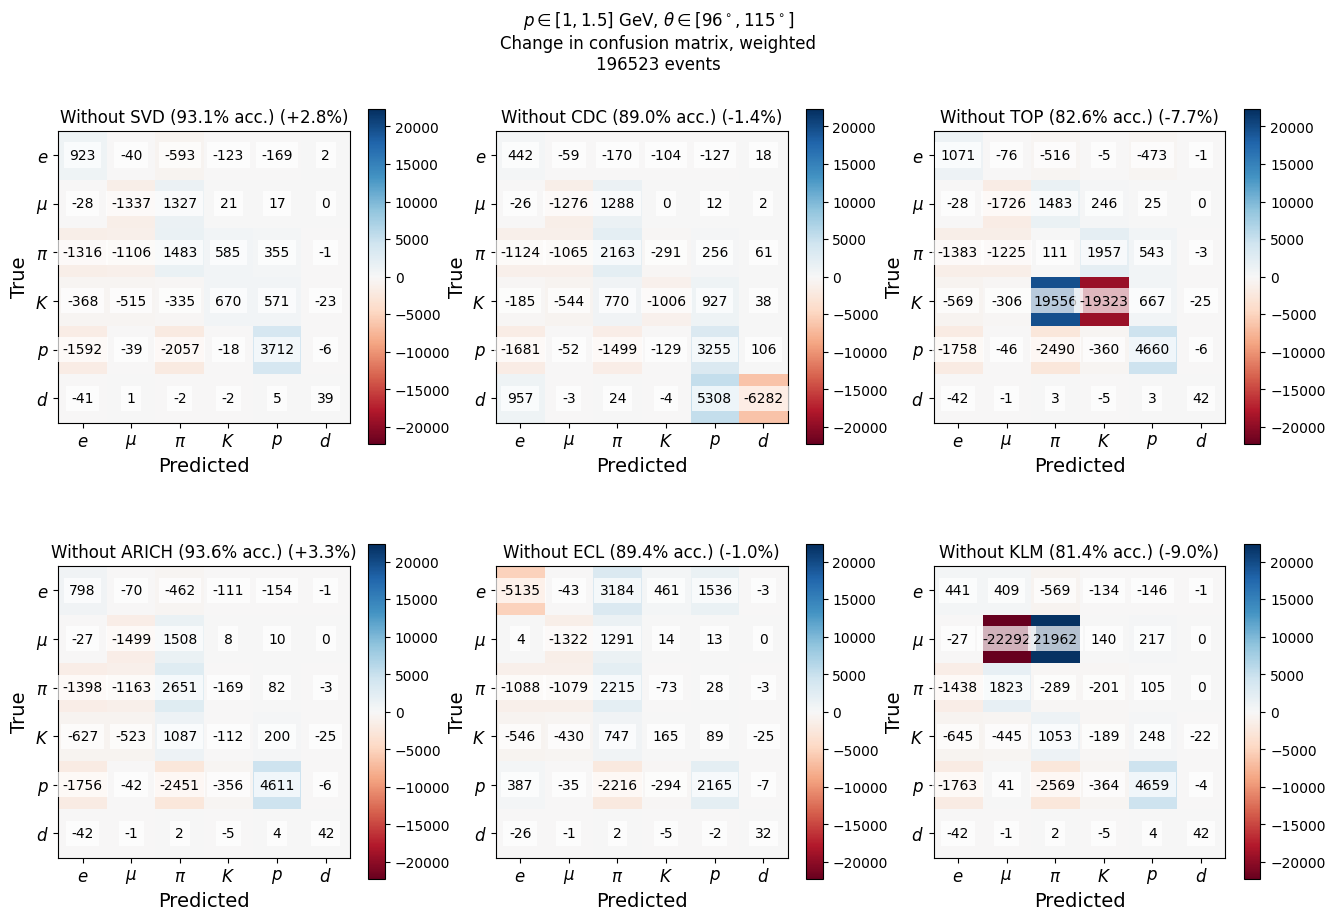 p ∈ [1, 1.5] GeV, θ ∈ [96°, 115°]
Change in confusion matrix, weighted
196523 events
Without SVD (93.1% acc.) (+2.8%)
True
e 923 -40 -593 -123 -169 2
μ -28 -1337 1327 21 17 0
π -1316 -1106 1483 585 355 -1
K -368 -515 -335 670 571 -23
p -1592 -39 -2057 -18 3712 -6
d -41 1 -2 -2 5 39
e μ π K p d
Predicted
20000
15000
10000
5000
0
−5000
−10000
−15000
−20000
Without CDC (89.0% acc.) (-1.4%)
True
e 442 -59 -170 -104 -127 18
μ -26 -1276 1288 0 12 2
π -1124 -1065 2163 -291 256 61
K -185 -544 770 -1006 927 38
p -1681 -52 -1499 -129 3255 106
d 957 -3 24 -4 5308 -6282
e μ π K p d
Predicted
20000
15000
10000
5000
0
−5000
−10000
−15000
−20000
Without TOP (82.6% acc.) (-7.7%)
True
e 1071 -76 -516 -5 -473 -1
μ -28 -1726 1483 246 25 0
π -1383 -1225 111 1957 543 -3
K -569 -306 19556 -19323 667 -25
p -1758 -46 -2490 -360 4660 -6
d -42 -1 3 -5 3 42
e μ π K p d
Predicted
20000
15000
10000
5000
0
−5000
−10000
−15000
−20000
Without ARICH (93.6% acc.) (+3.3%)
True
e 798 -70 -462 -111 -154 -1
μ -27 -1499 1508 8 10 0
π -1398 -1163 2651 -169 82 -3
K -627 -523 1087 -112 200 -25
p -1756 -42 -2451 -356 4611 -6
d -42 -1 2 -5 4 42
e μ π K p d
Predicted
20000
15000
10000
5000
0
−5000
−10000
−15000
−20000
Without ECL (89.4% acc.) (-1.0%)
True
e -5135 -43 3184 461 1536 -3
μ 4 -1322 1291 14 13 0
π -1088 -1079 2215 -73 28 -3
K -546 -430 747 165 89 -25
p 387 -35 -2216 -294 2165 -7
d -26 -1 2 -5 -2 32
e μ π K p d
Predicted
20000
15000
10000
5000
0
−5000
−10000
−15000
−20000
Without KLM (81.4% acc.) (-9.0%)
True
e 441 409 -569 -134 -146 -1
μ -27 -22292 21962 140 217 0
π -1438 1823 -289 -201 105 0
K -645 -445 1053 -189 248 -22
p -1763 41 -2569 -364 4659 -4
d -42 -1 2 -5 4 42
e μ π K p d
Predicted
20000
15000
10000
5000
0
−5000
−10000
−15000
−20000